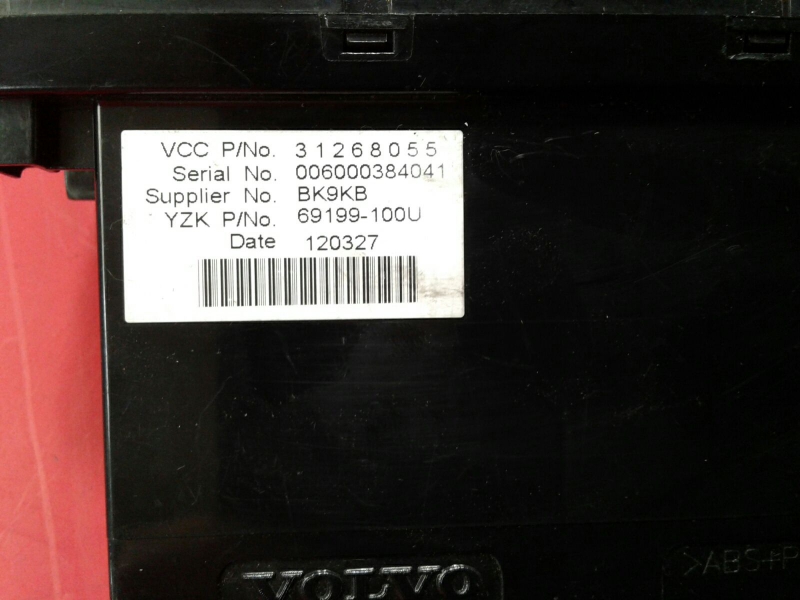 VCC P/No. 31268055
Serial No. 006000384041
Supplier No. BK9KB
YZK P/No. 69199-100U
Date 120327
VOLVO
>ABS+P